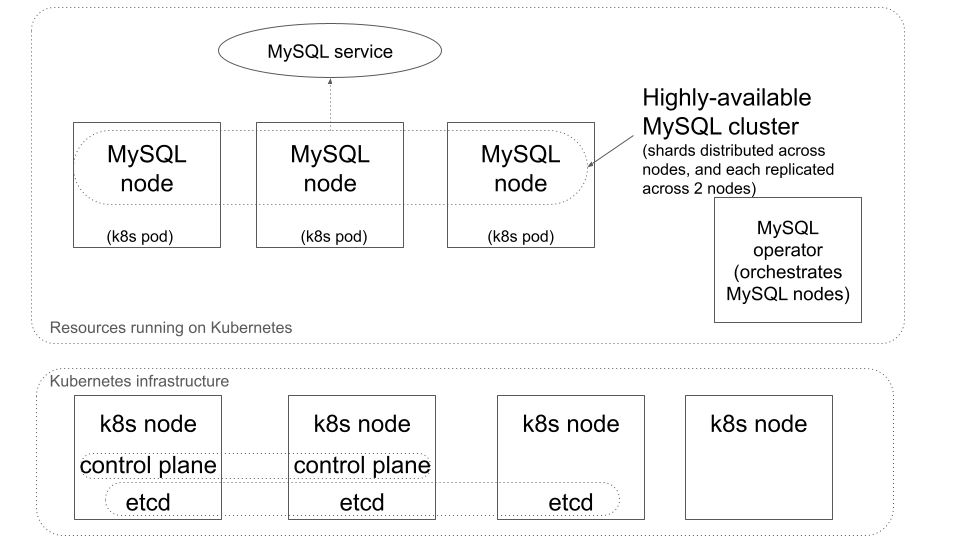 MySQL service
Highly-available
MySQL cluster
(shards distributed across
nodes, and each replicated
across 2 nodes)
MySQL
node
(k8s pod)
MySQL
node
(k8s pod)
MySQL
node
(k8s pod)
MySQL
operator
(orchestrates
MySQL nodes)
Resources running on Kubernetes
Kubernetes infrastructure
k8s node
control plane
etcd
k8s node
control plane
etcd
k8s node
etcd
k8s node